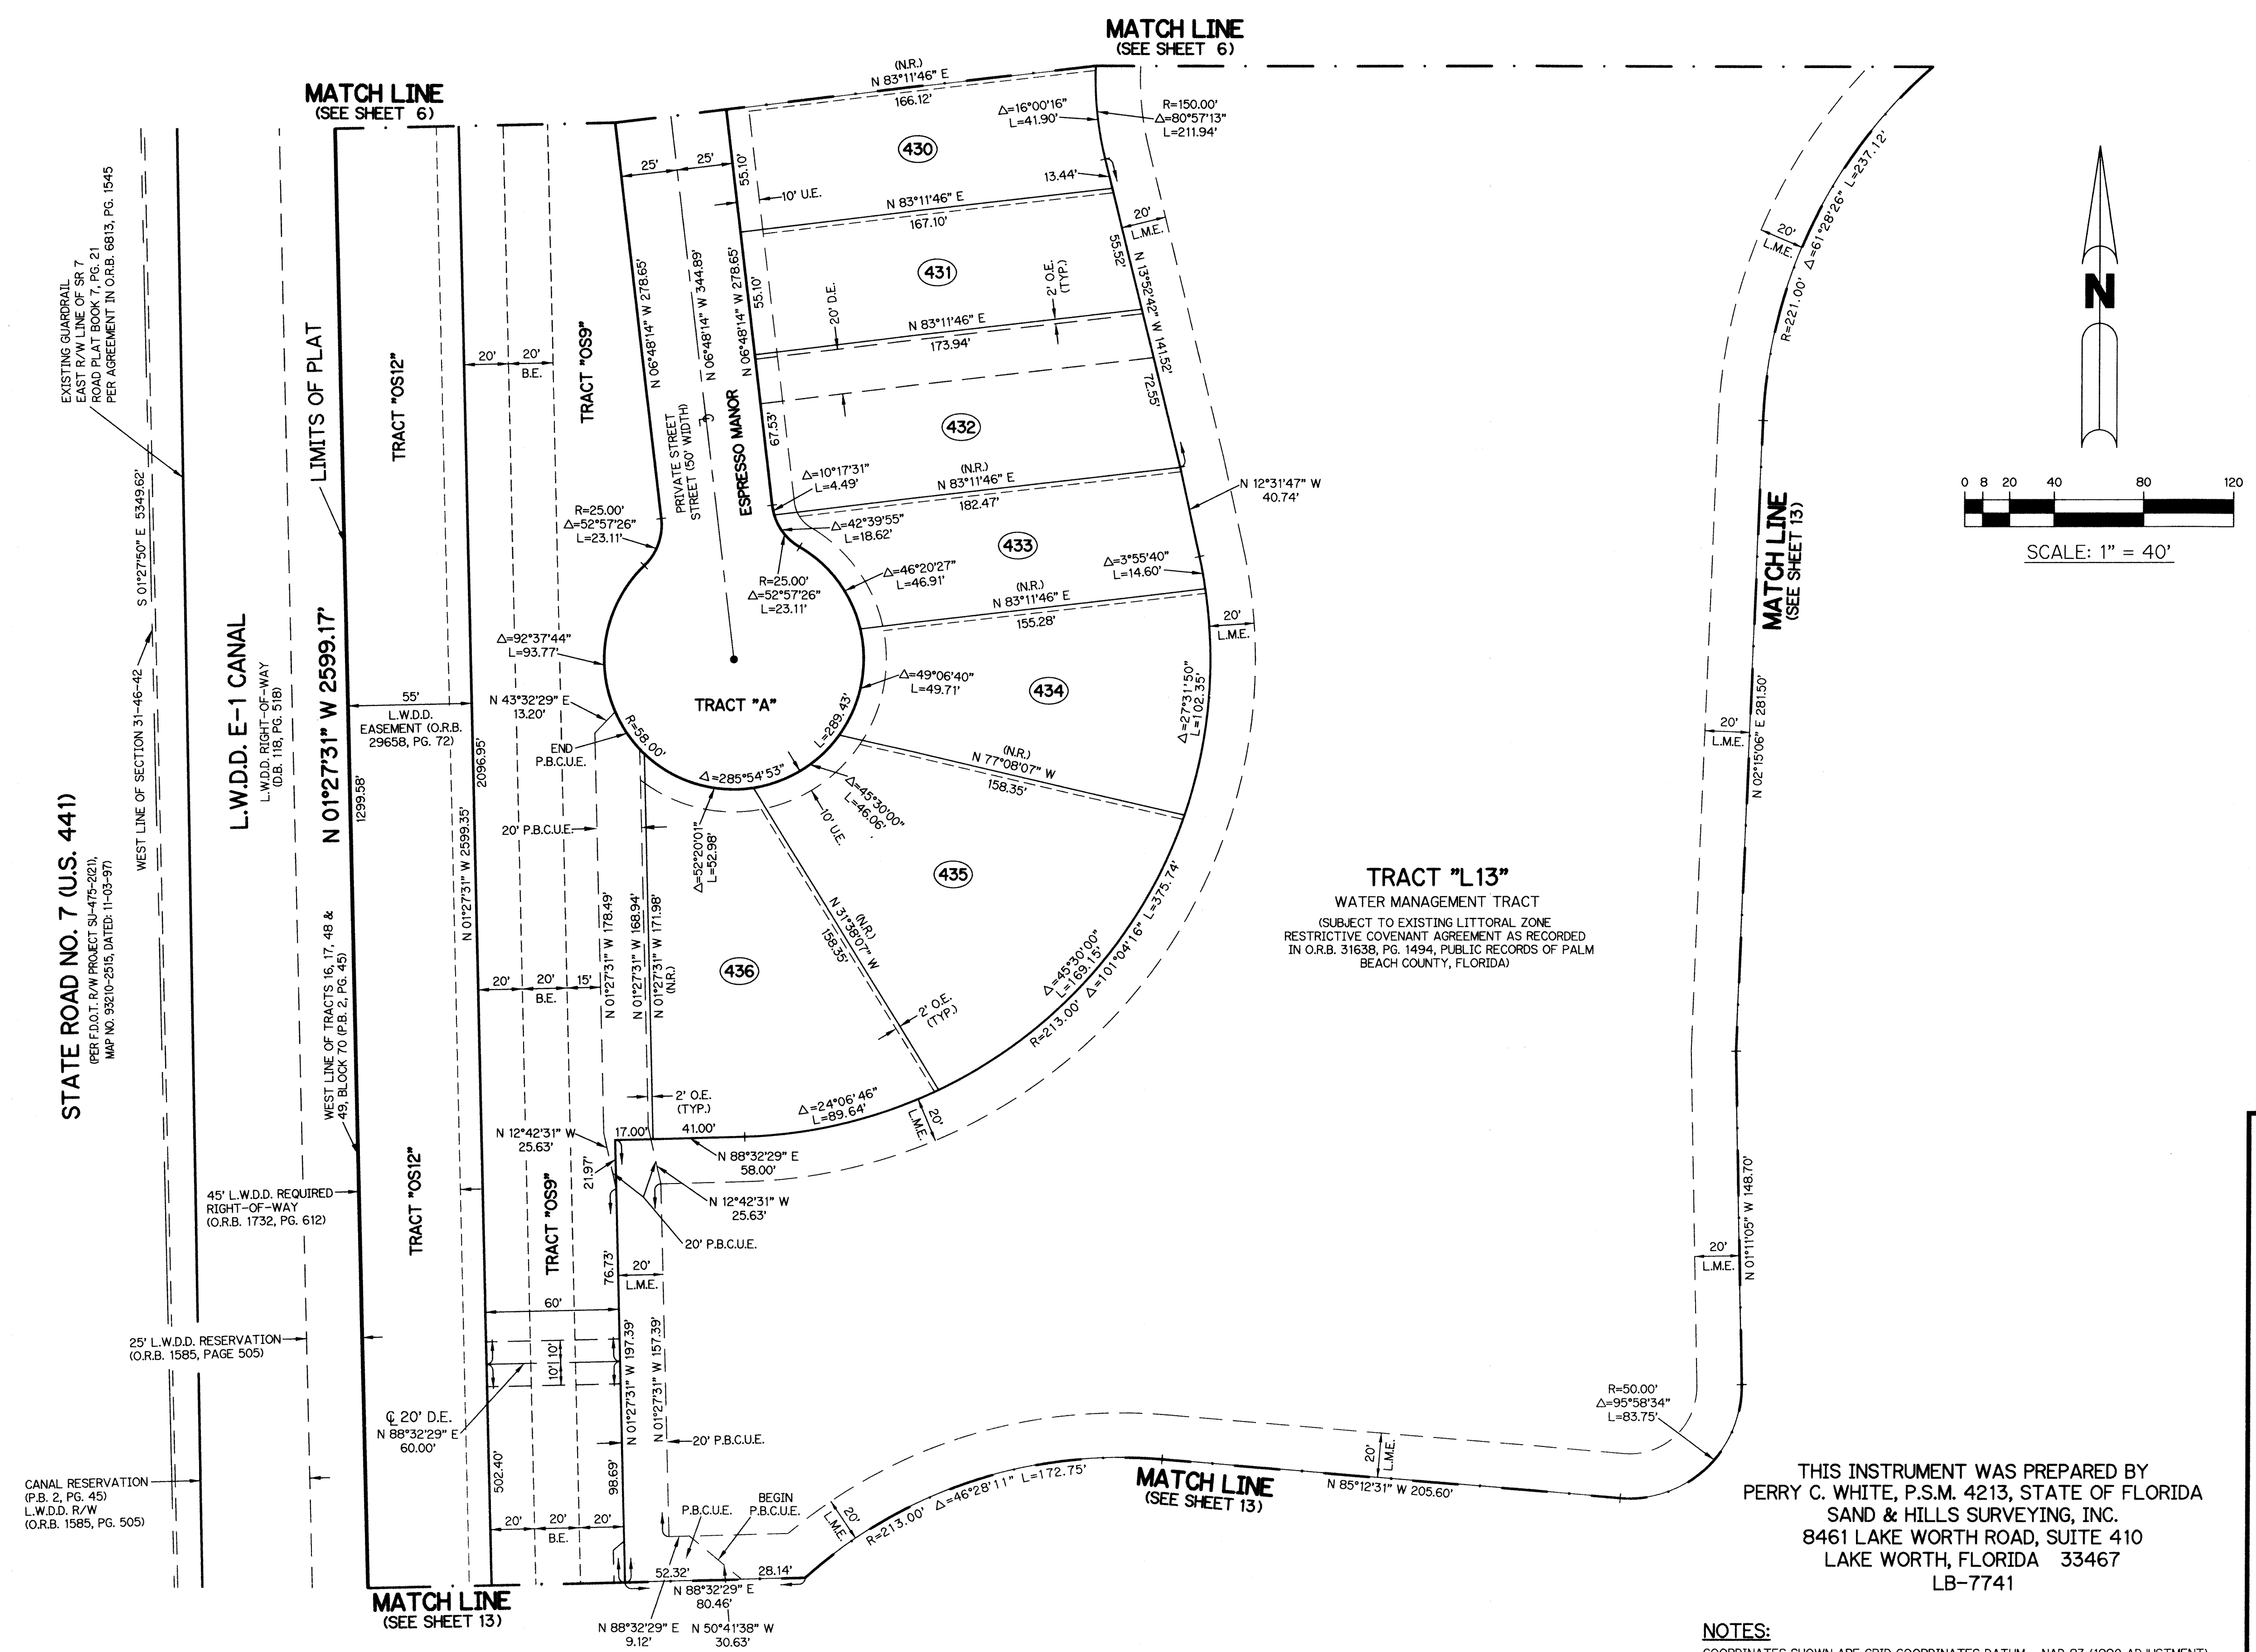 MATCH LINE
(SEE SHEET 6)
MATCH LINE
(SEE SHEET 6)
(N.R.)
N 83°11'46" E
166.12'
Δ=16°00'16"
L=41.90'
R=150.00'
Δ=80°57'13"
L=211.94'
430
25'
25'
55.10'
10' U.E.
13.44'
N 83°11'46" E
167.10'
20'
L.M.E.
55.52'
N 13°52'42" W 141.52'
431
2' O.E.
(TYP.)
20' D.E.
55.10'
N 83°11'46" E
173.94'
72.55'
432
67.53'
N 06°48'14" W 278.65'
N 06°48'14" W 344.89'
N 06°48'14" W 278.65'
PRIVATE STREET
STREET (50' WIDTH)
ESPRESSO MANOR
Δ=10°17'31"
L=4.49'
(N.R.)
N 83°11'46" E
182.47'
N 12°31'47" W
40.74'
R=25.00'
Δ=52°57'26"
L=23.11'
Δ=42°39'55"
L=18.62'
433
R=25.00'
Δ=52°57'26"
L=23.11'
Δ=46°20'27"
L=46.91'
Δ=3°55'40"
L=14.60'
(N.R.)
N 83°11'46" E
155.28'
20'
L.M.E.
Δ=92°37'44"
L=93.77'
Δ=49°06'40"
L=49.71'
434
Δ=27°31'50"
L=102.35'
N 43°32'29" E
13.20'
TRACT "A"
END
P.B.C.U.E.
R=58.00'
L=289.43'
Δ=285°54'53"
(N.R.)
N 77°08'07" W
158.35'
Δ=45°30'00"
L=46.06'
10' U.E.
20' P.B.C.U.E.
Δ=52°20'01"
L=52.98'
435
(N.R.)
N 31°38'07" W
158.35'
436
Δ=45°30'00"
L=169.15'
R=213.00' Δ=101°04'16" L=375.74'
2' O.E.
(TYP.)
N 01°27'31" W 178.49'
N 01°27'31" W 168.94'
N 01°27'31" W 171.98'
(N.R.)
2' O.E.
(TYP.)
Δ=24°06'46"
L=89.64'
20'
L.M.E.
N 12°42'31" W
25.63'
17.00'
41.00'
N 88°32'29" E
58.00'
21.97'
N 12°42'31" W
25.63'
20' P.B.C.U.E.
76.73'
20'
L.M.E.
60'
N 01°27'31" W 197.39'
N 01°27'31" W 157.39'
10'
10'
℄ 20' D.E.
N 88°32'29" E
60.00'
20' P.B.C.U.E.
502.40'
98.69'
20'
20'
B.E.
20'
P.B.C.U.E.
BEGIN
P.B.C.U.E.
52.32'
28.14'
N 88°32'29" E
80.46'
N 88°32'29" E
9.12'
N 50°41'38" W
30.63'
MATCH LINE
(SEE SHEET 13)
20'
L.M.E.
R=213.00' Δ=46°28'11" L=172.75'
MATCH LINE
(SEE SHEET 13)
20'
L.M.E.
N 85°12'31" W 205.60'
R=50.00'
Δ=95°58'34"
L=83.75'
20'
L.M.E.
N 01°11'05" W 148.70'
20'
L.M.E.
N 02°15'06" E 281.50'
MATCH LINE
(SEE SHEET 13)
20'
L.M.E.
R=221.00' Δ=61°28'26" L=237.12'
TRACT "L13"
WATER MANAGEMENT TRACT
(SUBJECT TO EXISTING LITTORAL ZONE
RESTRICTIVE COVENANT AGREEMENT AS RECORDED
IN O.R.B. 31638, PG. 1494, PUBLIC RECORDS OF PALM
BEACH COUNTY, FLORIDA)
EXISTING GUARDRAIL
EAST R/W LINE OF SR 7
ROAD PLAT BOOK 7, PG. 21
PER AGREEMENT IN O.R.B. 6813, PG. 1545
S 01°27'50" E 5349.62'
WEST LINE OF SECTION 31-46-42
L.W.D.D. E-1 CANAL
L.W.D.D. RIGHT-OF-WAY
(D.B. 118, PG. 518)
LIMITS OF PLAT
N 01°27'31" W 2599.17'
1299.58'
TRACT "OS12"
20'
20'
B.E.
TRACT "OS9"
55'
L.W.D.D.
EASEMENT (O.R.B.
29658, PG. 72)
2096.95'
N 01°27'31" W 2599.35'
20'
20'
B.E.
15'
STATE ROAD NO. 7 (U.S. 441)
(PER F.D.O.T. R/W PROJECT SU-475-2(21),
MAP NO. 93210-2515, DATED: 11-03-97)
WEST LINE OF TRACTS 16, 17, 48 &
49, BLOCK 70 (P.B. 2, PG. 45)
TRACT "OS12"
TRACT "OS9"
45' L.W.D.D. REQUIRED
RIGHT-OF-WAY
(O.R.B. 1732, PG. 612)
25' L.W.D.D. RESERVATION
(O.R.B. 1585, PAGE 505)
CANAL RESERVATION
(P.B. 2, PG. 45)
L.W.D.D. R/W
(O.R.B. 1585, PG. 505)
N
0 8 20 40 80 120
SCALE: 1" = 40'
THIS INSTRUMENT WAS PREPARED BY
PERRY C. WHITE, P.S.M. 4213, STATE OF FLORIDA
SAND & HILLS SURVEYING, INC.
8461 LAKE WORTH ROAD, SUITE 410
LAKE WORTH, FLORIDA 33467
LB-7741
NOTES:
COORDINATES SHOWN ARE GRID COORDINATES DATUM - NAD 83 (1990 ADJUSTMENT)